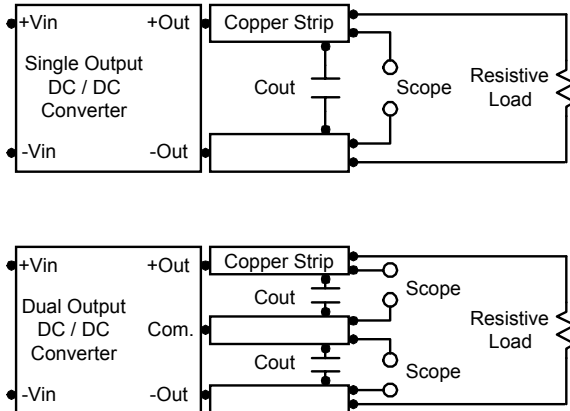 +Vin +Out Copper Strip
Single Output
DC / DC
Converter
Cout
Scope
Resistive
Load
-Vin -Out
+Vin +Out Copper Strip
Cout
Scope
Dual Output
DC / DC
Converter
Com.
Resistive
Load
Cout
Scope
-Vin -Out